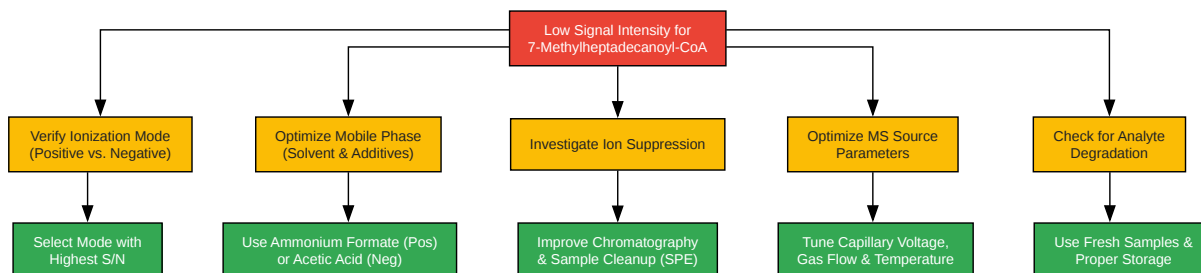 Low Signal Intensity for
7-Methylheptadecanoyl-CoA
Verify Ionization Mode
(Positive vs. Negative)
Optimize Mobile Phase
(Solvent & Additives)
Investigate Ion Suppression
Optimize MS Source
Parameters
Check for Analyte
Degradation
Select Mode with
Highest S/N
Use Ammonium Formate (Pos)
or Acetic Acid (Neg)
Improve Chromatography
& Sample Cleanup (SPE)
Tune Capillary Voltage,
Gas Flow & Temperature
Use Fresh Samples &
Proper Storage